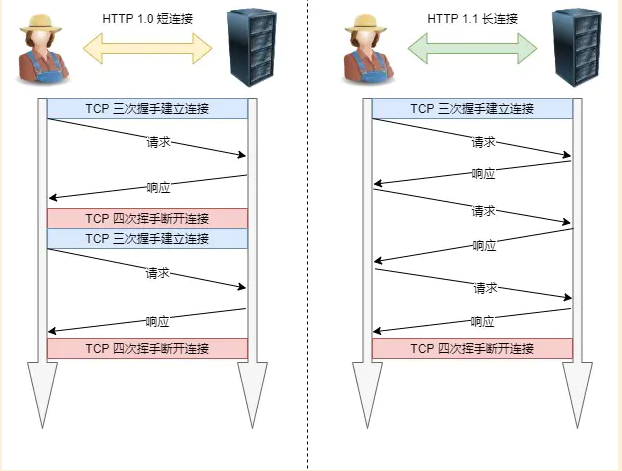 HTTP 1.0 短连接
TCP 三次握手建立连接
请求
响应
TCP 四次挥手断开连接
TCP 三次握手建立连接
请求
响应
TCP 四次挥手断开连接
HTTP 1.1 长连接
TCP 三次握手建立连接
请求
响应
请求
响应
请求
响应
TCP 四次挥手断开连接